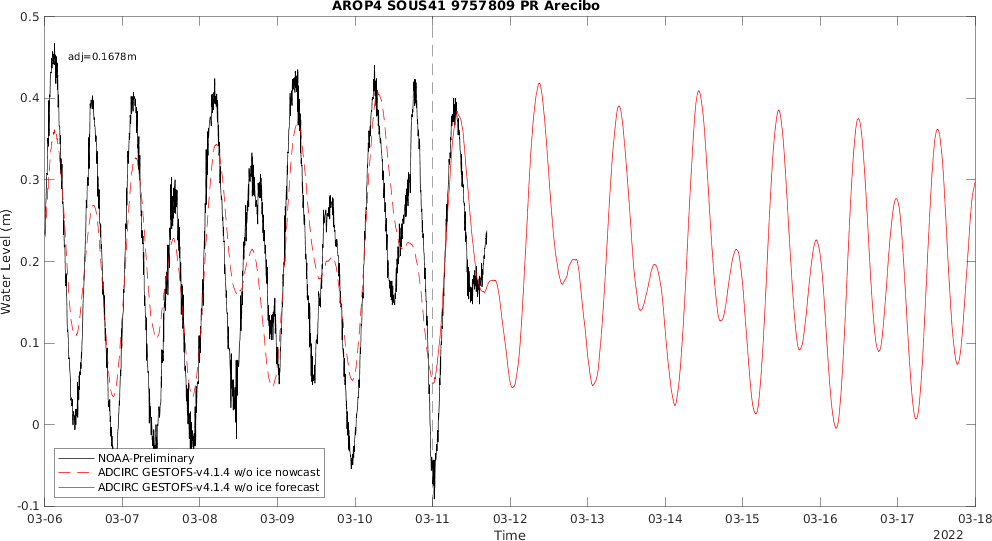 AROP4 SOUS41 9757809 PR Arecibo
adj=0.1678m
0.5
0.4
0.3
0.2
0.1
0
-0.1
Water Level (m)
NOAA-Preliminary
ADCIRC GESTOFS-v4.1.4 w/o ice nowcast
ADCIRC GESTOFS-v4.1.4 w/o ice forecast
03-06 03-07 03-08 03-09 03-10 03-11 03-12 03-13 03-14 03-15 03-16 03-17 03-18
Time
2022